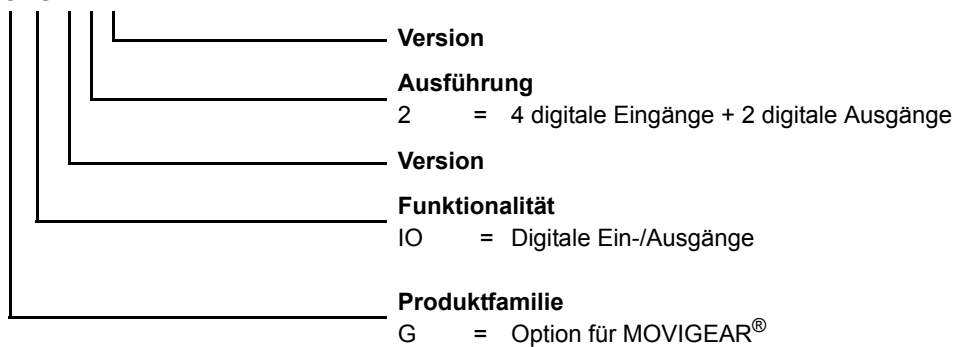 Version
Ausführung
2 = 4 digitale Eingänge + 2 digitale Ausgänge
Version
Funktionalität
IO = Digitale Ein-/Ausgänge
Produktfamilie
G = Option für MOVIGEAR®